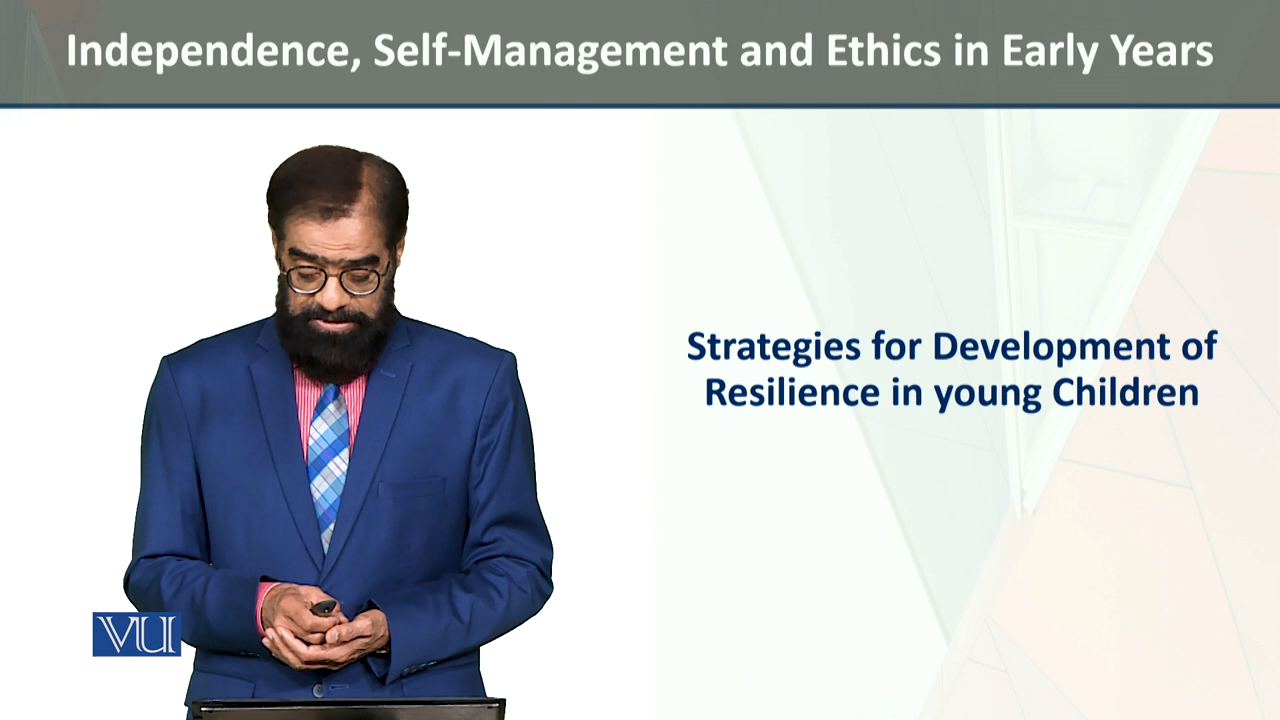 Independence, Self-Management and Ethics in Early Years
Strategies for Development of
Resilience in young Children
VU